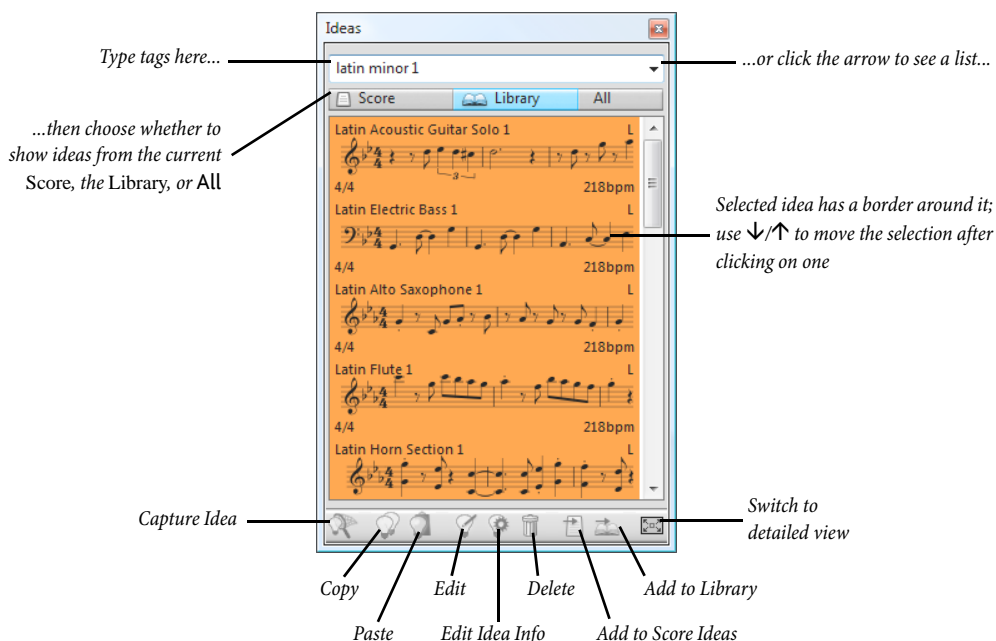 Ideas
Type tags here...
latin minor 1
...or click the arrow to see a list...
Score
Library
All
...then choose whether to
show ideas from the current
Score, the Library, or All
Latin Acoustic Guitar Solo 1 L
3
4/4 218bpm
Latin Electric Bass 1 L
4/4 218bpm
Selected idea has a border around it;
use ↓/↑ to move the selection after
clicking on one
Latin Alto Saxophone 1 L
4/4 218bpm
Latin Flute 1 L
4/4 218bpm
Latin Horn Section 1 L
Capture Idea
Switch to
detailed view
Copy
Edit
Delete
Add to Library
Paste
Edit Idea Info
Add to Score Ideas